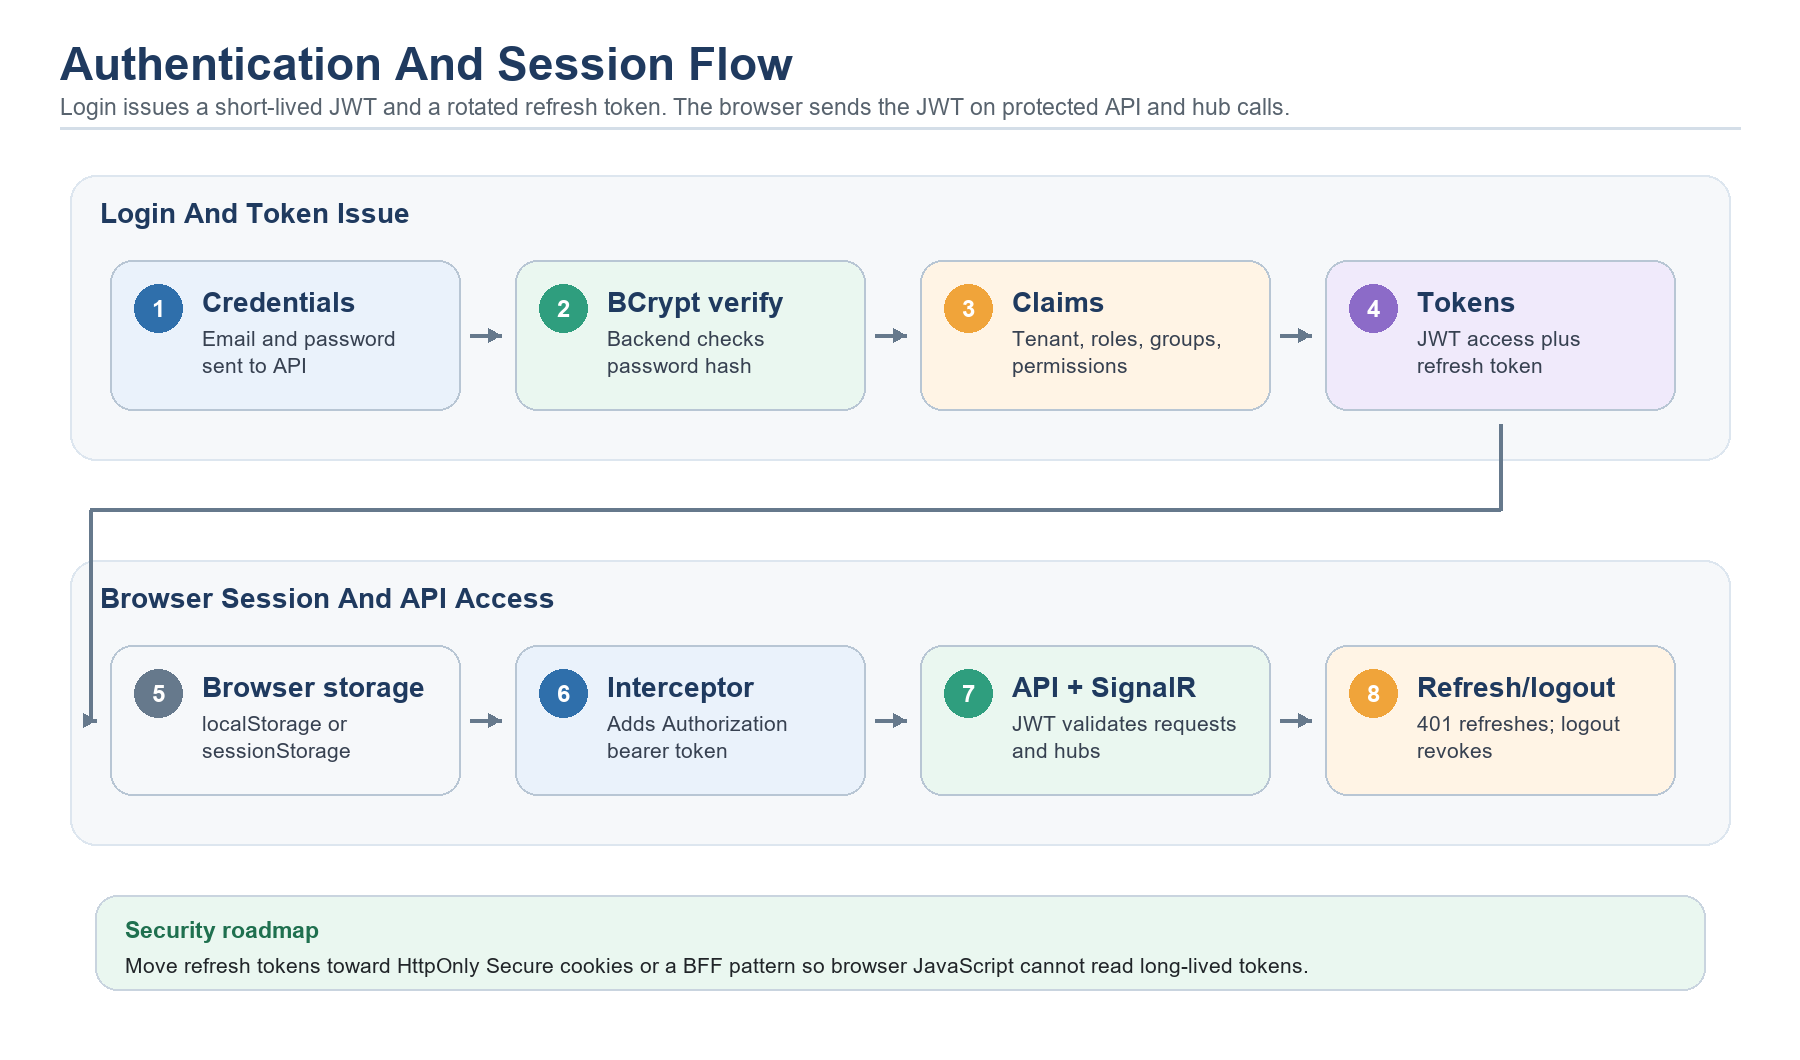 Authentication And Session Flow
Login issues a short-lived JWT and a rotated refresh token. The browser sends the JWT on protected API and hub calls.
Login And Token Issue
1
Credentials
Email and password
sent to API
2
BCrypt verify
Backend checks
password hash
3
Claims
Tenant, roles, groups,
permissions
4
Tokens
JWT access plus
refresh token
Browser Session And API Access
5
Browser storage
localStorage or
sessionStorage
6
Interceptor
Adds Authorization
bearer token
7
API + SignalR
JWT validates requests
and hubs
8
Refresh/logout
401 refreshes; logout
revokes
Security roadmap
Move refresh tokens toward HttpOnly Secure cookies or a BFF pattern so browser JavaScript cannot read long-lived tokens.